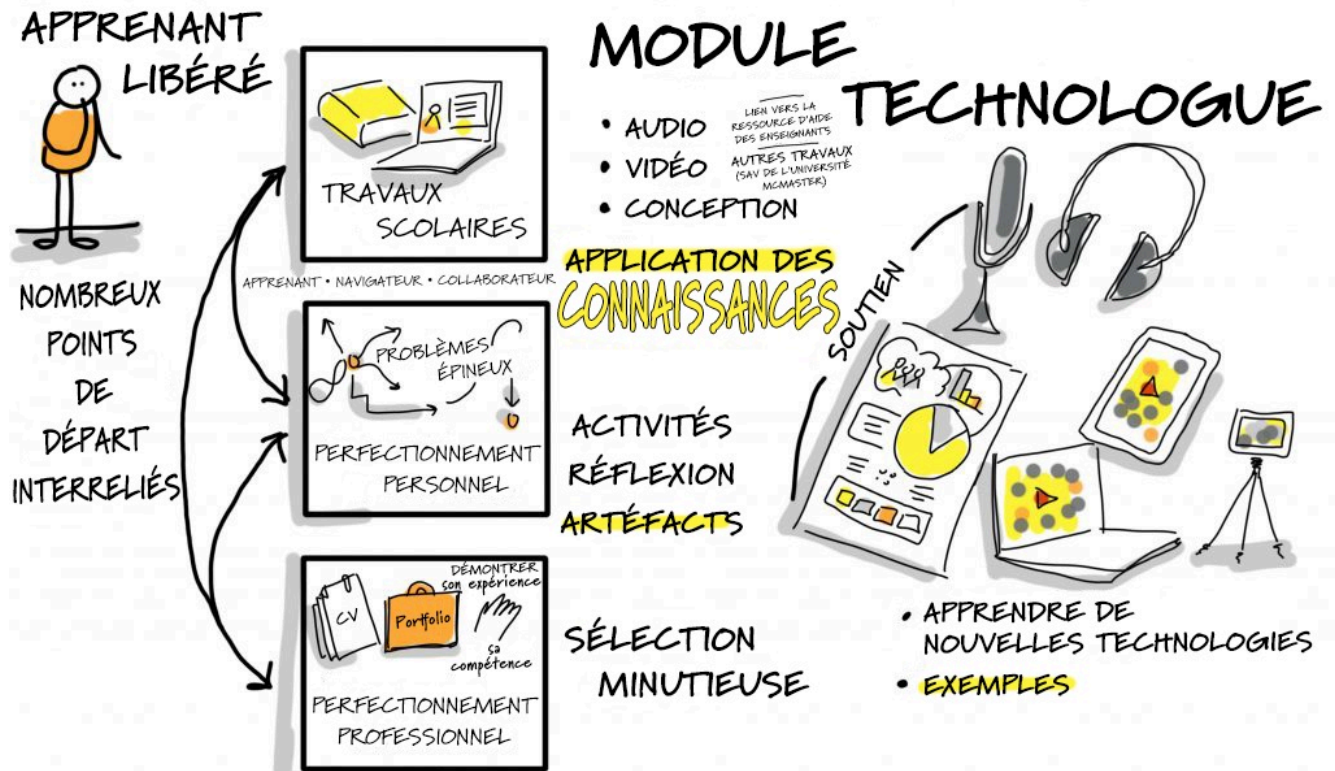 APPRENANT
LIBÉRÉ
NOMBREUX
POINTS
DE
DÉPART
INTERRELIÉS
TRAVAUX
SCOLAIRES
APPRENANT • NAVIGATEUR • COLLABORATEUR
PROBLÈMES
ÉPINEUX
PERFECTIONNEMENT
PERSONNEL
CV
Portfolio
DÉMONTRER
son expérience
sa
compétence
PERFECTIONNEMENT
PROFESSIONNEL
MODULE
TECHNOLOGUE
• AUDIO
• VIDÉO
• CONCEPTION
LIEN VERS LA
RESSOURCE D'AIDE
DES ENSEIGNANTS
AUTRES TRAVAUX
(SAV DE L'UNIVERSITÉ
MCMASTER)
APPLICATION DES
CONNAISSANCES
ACTIVITÉS
RÉFLEXION
ARTÉFACTS
SÉLECTION
MINUTIEUSE
SOUTIEN
• APPRENDRE DE
NOUVELLES TECHNOLOGIES
• EXEMPLES